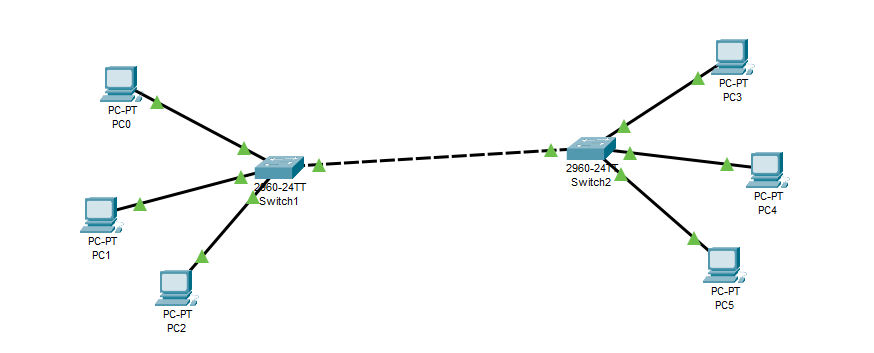 PC-PT
PC0
PC-PT
PC1
PC-PT
PC2
2960-24TT
Switch1
2960-24TT
Switch2
PC-PT
PC3
PC-PT
PC4
PC-PT
PC5